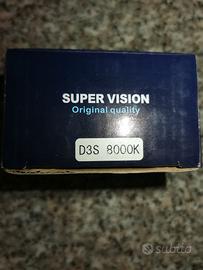 SUPER VISION
Original quality
D3S 8000K
subito